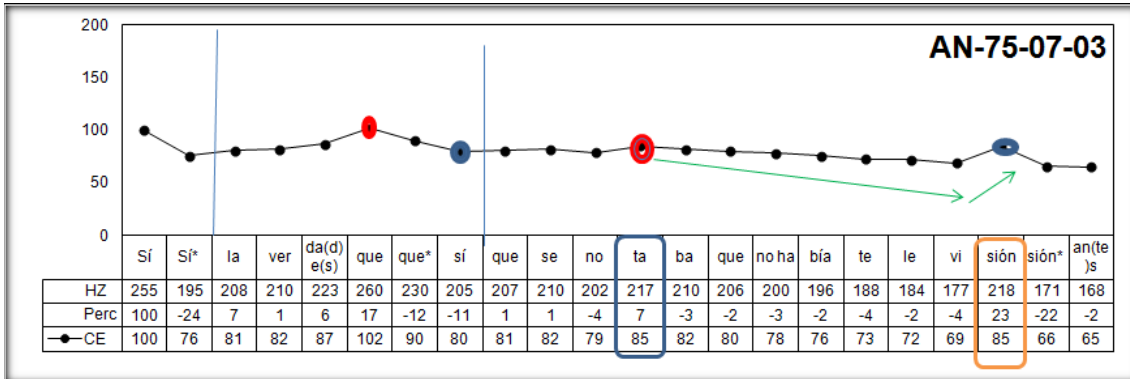 200
AN-75-07-03
150
100
50
0
Sí Sí* la ver da(d)e(s) que que* sí que se no ta ba que no ha bía te le vi sión sión* an(te)s
HZ 255 195 208 210 223 260 230 205 207 210 202 217 210 206 200 196 188 184 177 218 171 168
Perc 100 -24 7 1 6 17 -12 -11 1 1 -4 7 -3 -2 -3 -2 -4 -2 -4 23 -22 -2
CE 100 76 81 82 87 102 90 80 81 82 79 85 82 80 78 76 73 72 69 85 66 65